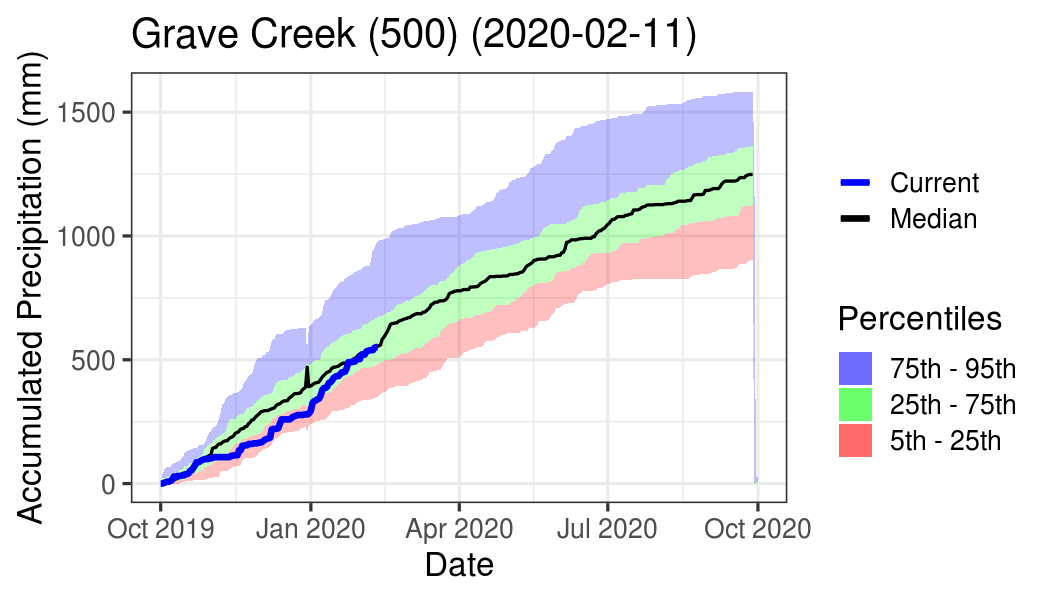 Grave Creek (500) (2020-02-11)
Accumulated Precipitation (mm)
1500
1000
500
0
Oct 2019
Jan 2020
Apr 2020
Jul 2020
Oct 2020
Date
Current
Median
Percentiles
75th - 95th
25th - 75th
5th - 25th